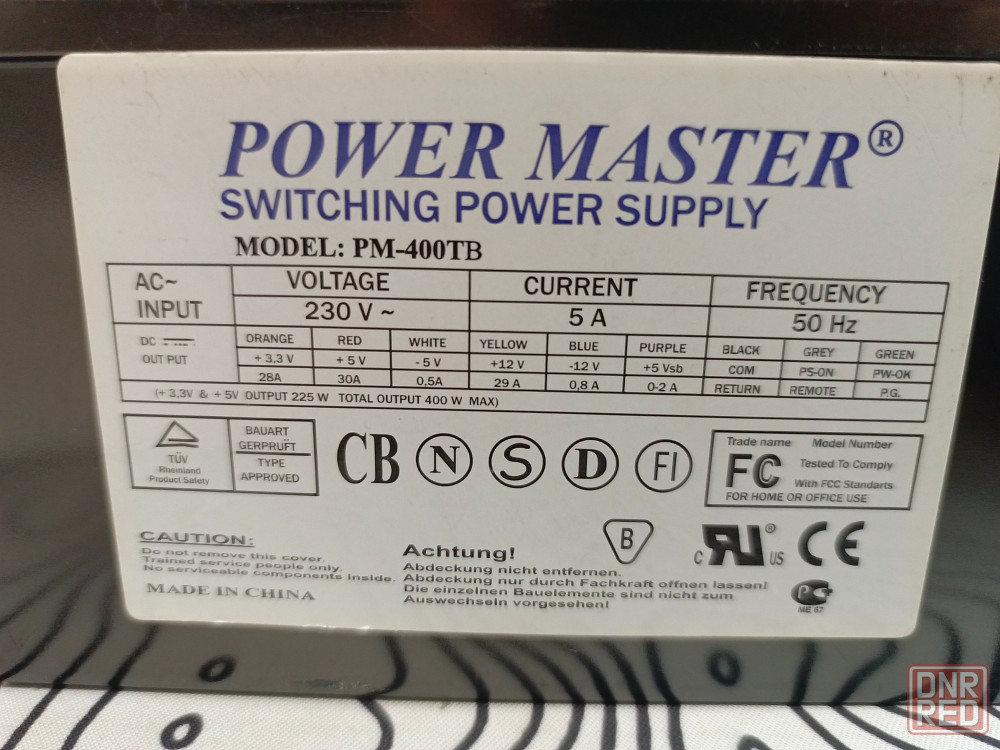 POWER MASTER®
SWITCHING POWER SUPPLY
MODEL: PM-400TB
AC~ INPUT VOLTAGE CURRENT FREQUENCY
230 V ~ 5 A 50 Hz
DC OUT PUT ORANGE RED WHITE YELLOW BLUE PURPLE BLACK GREY GREEN
+ 3,3 V + 5 V - 5 V +12 V -12 V +5 Vsb COM PS-ON PW-OK
28A 30A 0,5A 29 A 0,8 A 0-2 A RETURN REMOTE P.G.
(+ 3,3V & + 5V OUTPUT 225 W TOTAL OUTPUT 400 W MAX)
TÜV
Rheinland
Product Safety
BAUART
GERPRÜFT
TYPE
APPROVED
CB N S D FI
Trade name Model Number
FC Tested To Comply
With FCC Standarts
FOR HOME OR OFFICE USE
CAUTION:
Do not remove this cover.
Trained service people only.
No serviceable components inside.
MADE IN CHINA
Achtung!
Abdeckung nicht entfernen.
Abdeckung nur durch Fachkraft offnen lassen!
Die einzelnen Bauelemente sind nicht zum
Auswechseln vorgesehen!
B
c RU ® US CE
PC
ME 67
DNR
RED